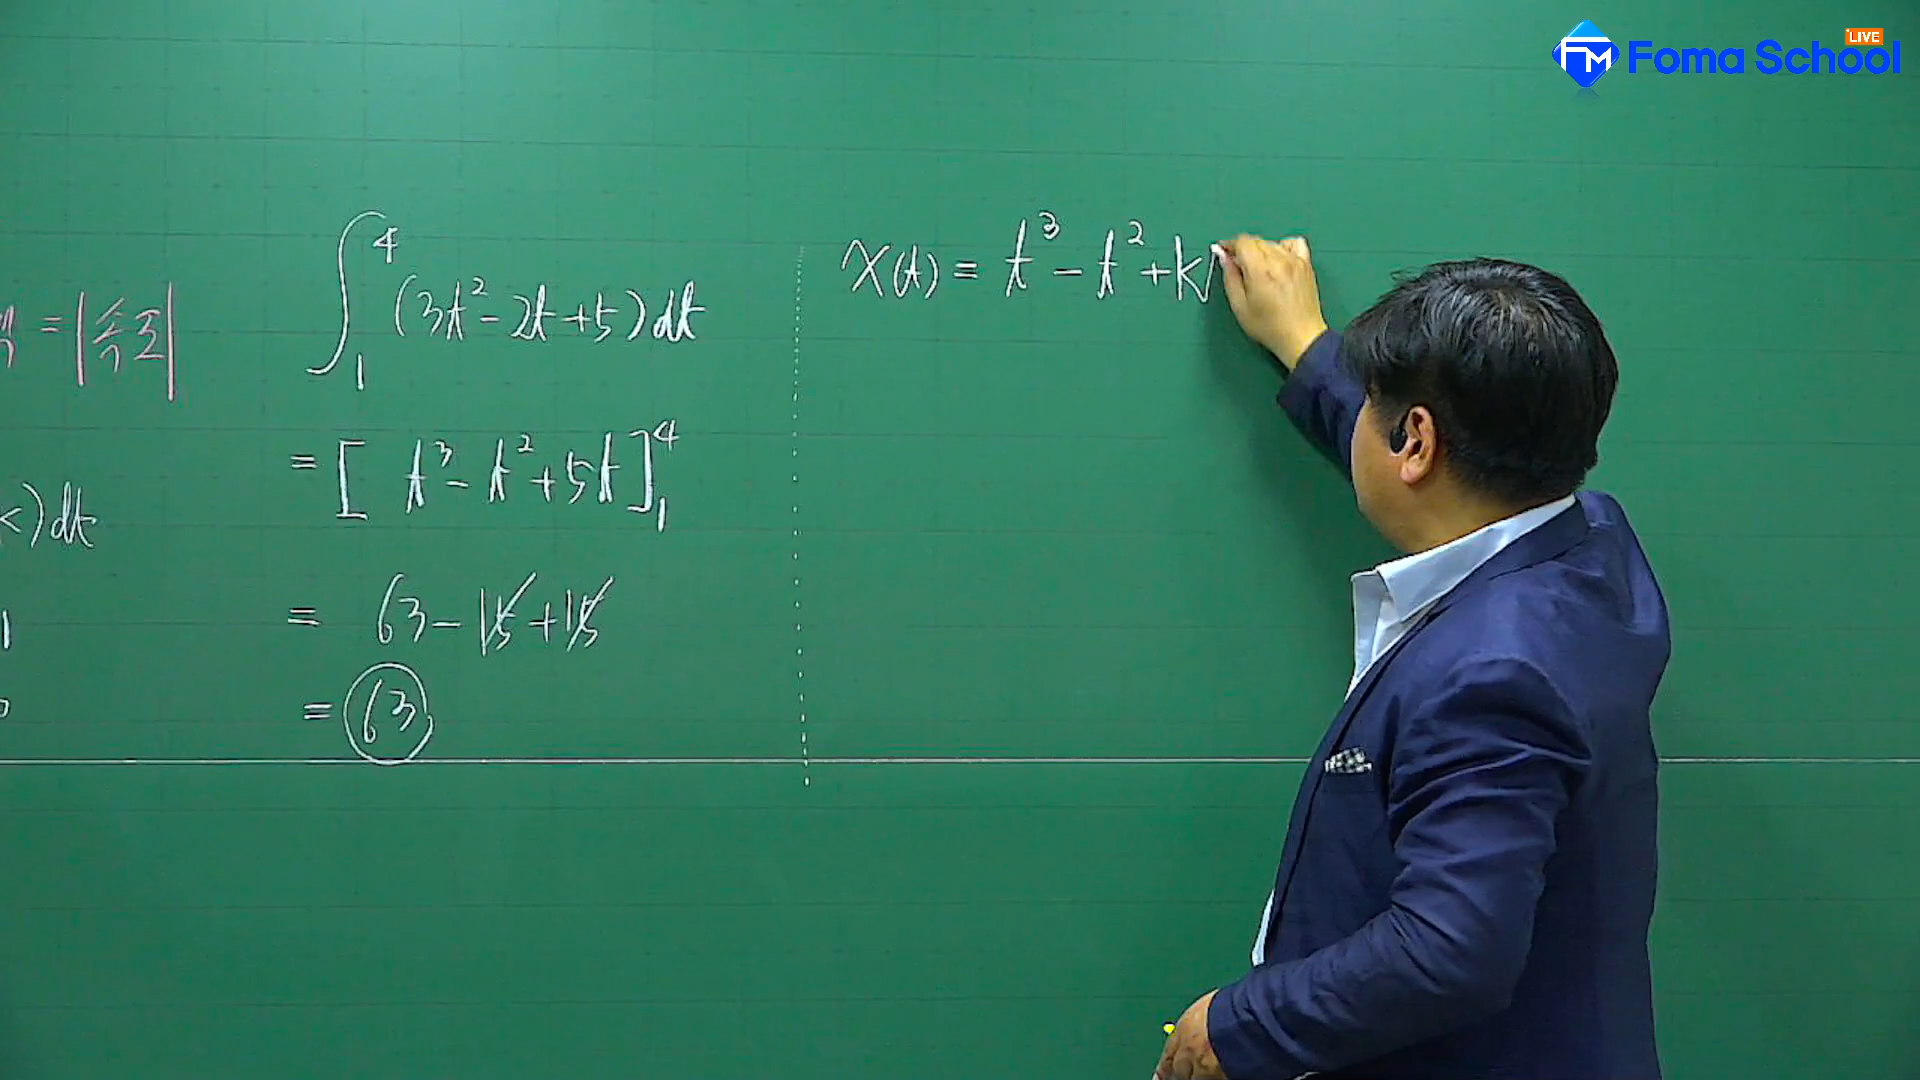 LIVE
Foma School
= |속도|
) dt
1
∫₁⁴ (3t² - 2t + 5) dt
= [ t³ - t² + 5t ]₁⁴
= 63 - 15 + 15
= 63
x(t) = t³ - t² + k